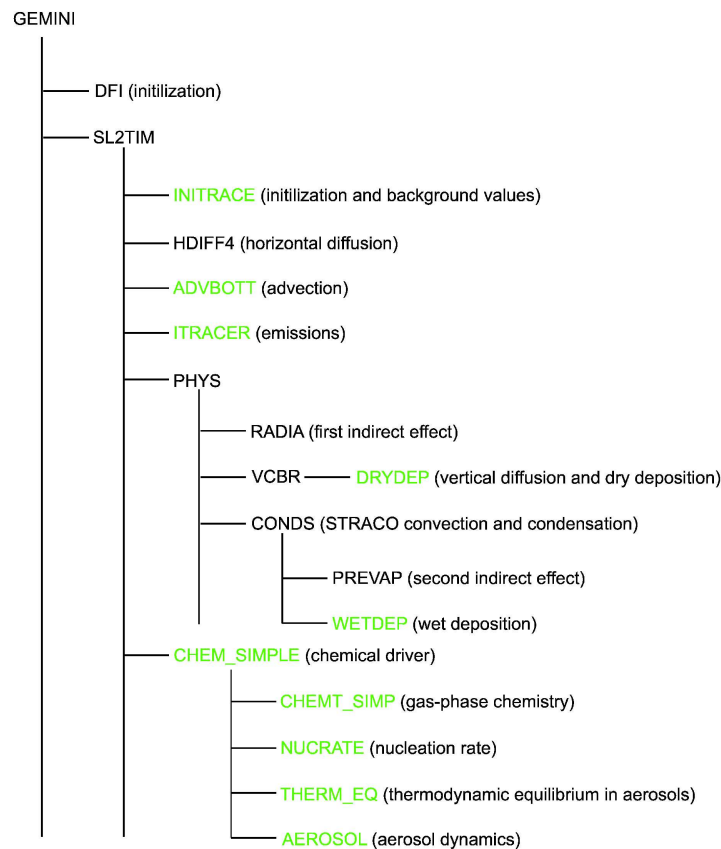 GEMINI
DFI (initilization)
SL2TIM
INITRACE (initilization and background values)
HDIFF4 (horizontal diffusion)
ADVBOTT (advection)
ITRACER (emissions)
PHYS
RADIA (first indirect effect)
VCBR DRYDEP (vertical diffusion and dry deposition)
CONDS (STRACO convection and condensation)
PREVAP (second indirect effect)
WETDEP (wet deposition)
CHEM_SIMPLE (chemical driver)
CHEMT_SIMP (gas-phase chemistry)
NUCRATE (nucleation rate)
THERM_EQ (thermodynamic equilibrium in aerosols)
AEROSOL (aerosol dynamics)